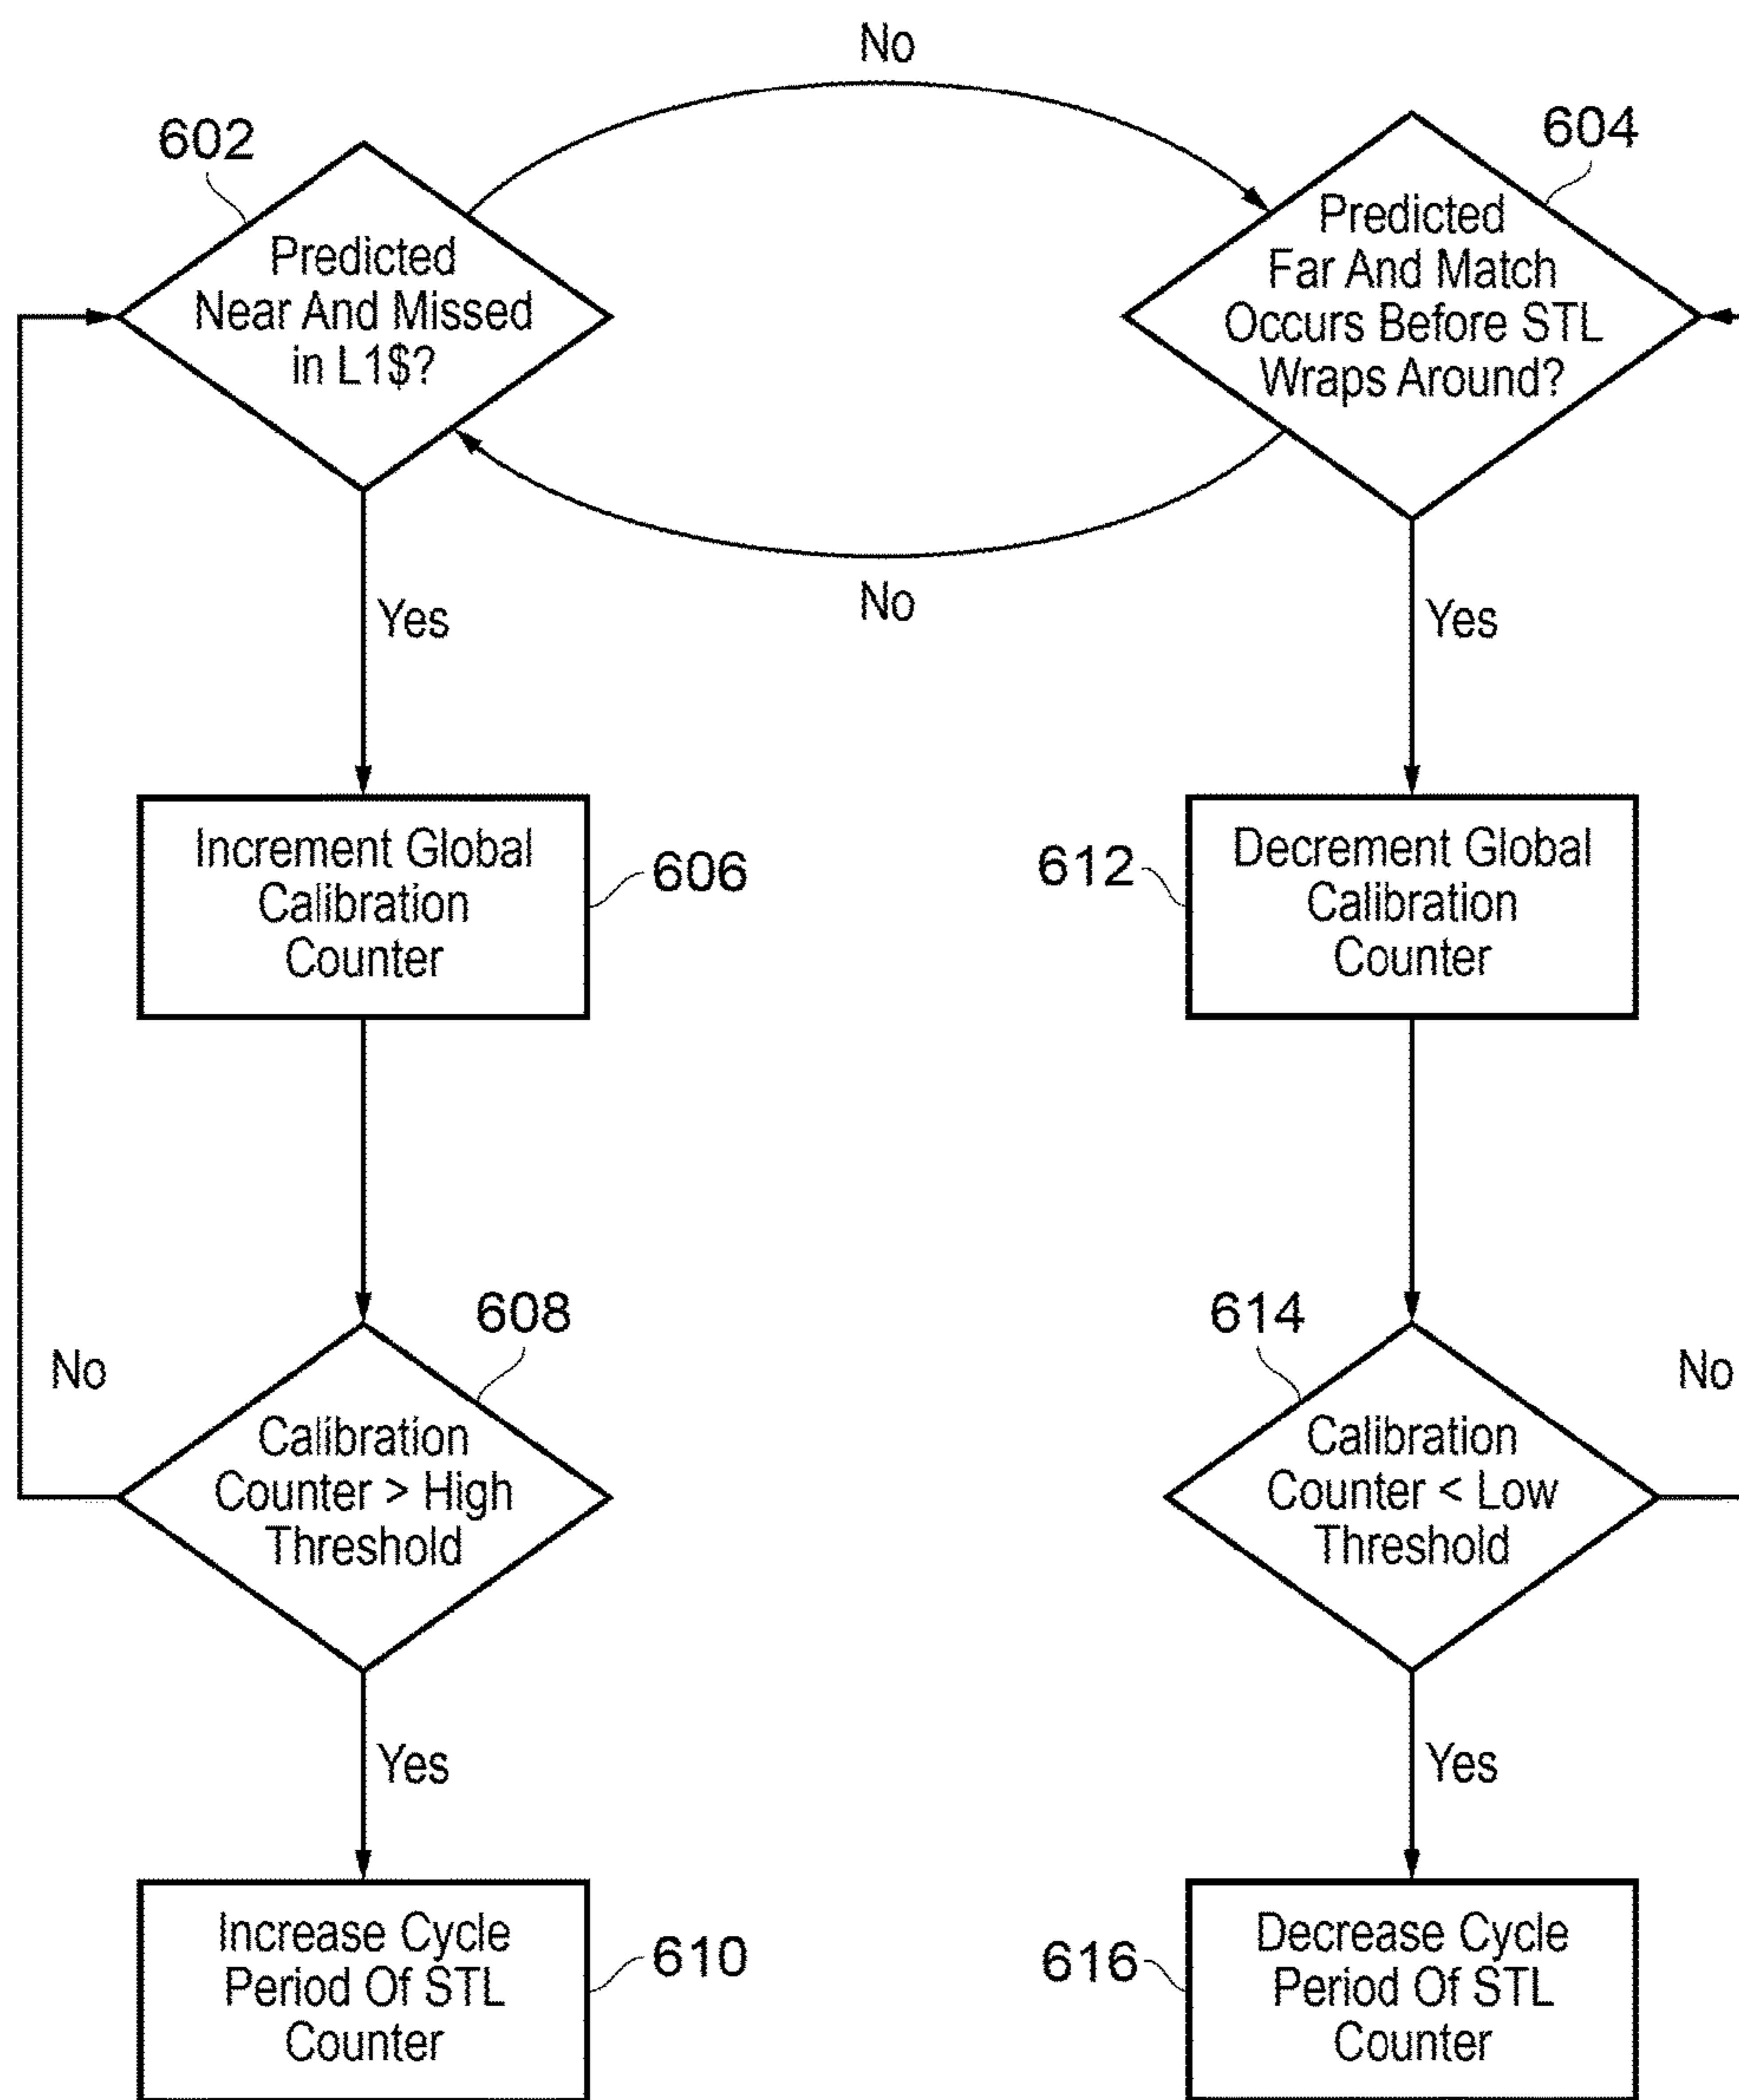 No
602
Predicted
Near And Missed
in L1$?
604
Predicted
Far And Match
Occurs Before STL
Wraps Around?
No
Yes
Yes
Increment Global
Calibration
Counter
606
612
Decrement Global
Calibration
Counter
608
No
Calibration
Counter > High
Threshold
614
No
Calibration
Counter < Low
Threshold
Yes
Yes
Increase Cycle
Period Of STL
Counter
610
616
Decrease Cycle
Period Of STL
Counter